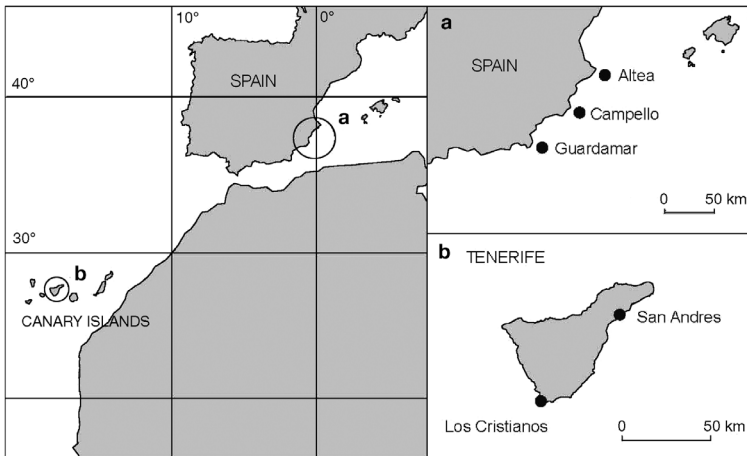 10°
0°
SPAIN
40°
a
30°
b
CANARY ISLANDS
a
SPAIN
Altea
Campello
Guardamar
0 50 km
b TENERIFE
San Andres
Los Cristianos
0 50 km